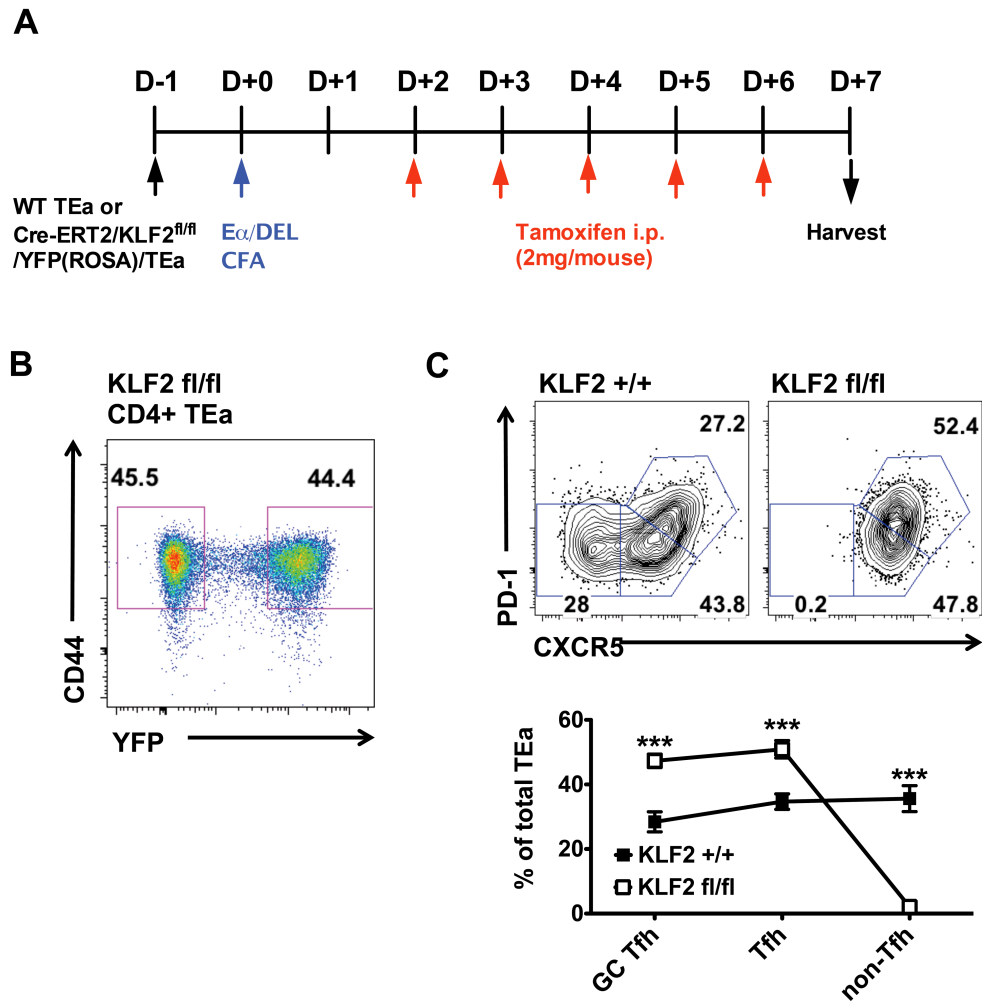 A
D-1 D+0 D+1 D+2 D+3 D+4 D+5 D+6 D+7
WT TEa or
Cre-ERT2/KLF2fl/fl
/YFP(ROSA)/TEa
Eα/DEL
CFA
Tamoxifen i.p.
(2mg/mouse)
Harvest
B
KLF2 fl/fl
CD4+ TEa
45.5 44.4
CD44
YFP
C
KLF2 +/+ KLF2 fl/fl
27.2 52.4
28 43.8 0.2 47.8
PD-1
CXCR5
% of total TEa
60
40
20
0
*** *** ***
KLF2 +/+
KLF2 fl/fl
GC Tfh Tfh non-Tfh